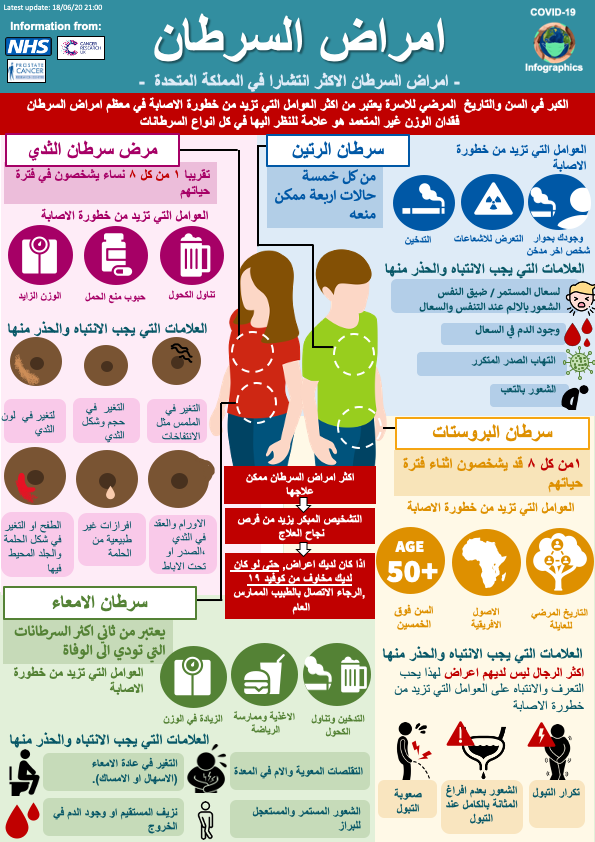 Latest update: 18/06/20 21:00
Information from:
NHS
CANCER RESEARCH UK
PROSTATE CANCER
امراض السرطان
- امراض السرطان الاكثر انتشارا في المملكة المتحدة -
COVID-19
Infographics
الكبر في السن والتاريخ المرضي للاسرة يعتبر من اكثر العوامل التي تزيد من خطورة الاصابة في معظم امراض السرطان
فقدان الوزن غير المتعمد هو علامة للنظر اليها في كل انواع السرطانات
سرطان الرتين
من كل خمسة
حالات اربعة ممكن
منعه
العوامل التي تزيد من خطورة
الاصابة
وجودك بحوار
شخص اخر مدخن
التعرض للاشعاعات
التدخين
العلامات التي يجب الانتباه والحذر منها
لسعال المستمر / ضيق النفس
الشعور بالالم عند التنفس والسعال
وجود الدم في السعال
التهاب الصدر المتكرر
الشعور بالتعب
مرض سرطان الثدي
تقريبا ١ من كل ٨ نساء يشخصون في فترة
حياتهم
العوامل التي تزيد من خطورة الاصابة
تناول الكحول
حبوب منع الحمل
الوزن الزايد
العلامات التي يجب الانتباه والحذر منها
التغير في
الملمس مثل
الانتفاخات
التغير في
حجم وشكل
الثدي
لتغير في لون
الثدي
الاورام والعقد
في الثدي
،الصدر او
تحت الاباط
افرازات غير
طبيعية من
الحلمة
الطفح او التغير
في شكل الحلمة
والجلد المحيط
فيها
اكثر امراض السرطان ممكن
علاجها
التشخيص المبكر يزيد من فرص
نجاح العلاج
اذا كان لديك اعراض, حتى لو كان
لديك مخاوف من كوفيد ١٩
,الرجاء الاتصال بالطبيب الممارس
العام
سرطان البروستات
١من كل ٨ قد يشخصون اثناء فترة
حياتهم
العوامل التي تزيد من خطورة الاصابة
AGE
50+
التاريخ المرضي
للعايلة
الاصول
الافريقية
السن فوق
الخمسين
العلامات التي يجب الانتباه والحذر منها
اكثر الرجال ليس لديهم اعراض لهذا يجب
التعرف والانتباه على العوامل التي تزيد من
خطورة الاصابة
تكرار التبول
الشعور بعدم افراغ
المثانة بالكامل عند
التبول
صعوبة
التبول
سرطان الامعاء
يعتبر من ثاني اكثر السرطانات
التي تودي الى الوفاة
العوامل التي تزيد من خطورة
الاصابة
التدخين وتناول
الكحول
الاغذية وممارسة
الرياضة
الزيادة في الوزن
العلامات التي يجب الانتباه والحذر منها
التقلصات المعوية والام في المعدة
التغير في عادة الامعاء
(الاسهال او الامساك).
الشعور المستمر والمستعجل
للبراز
نزيف المستقيم او وجود الدم في
الخروج